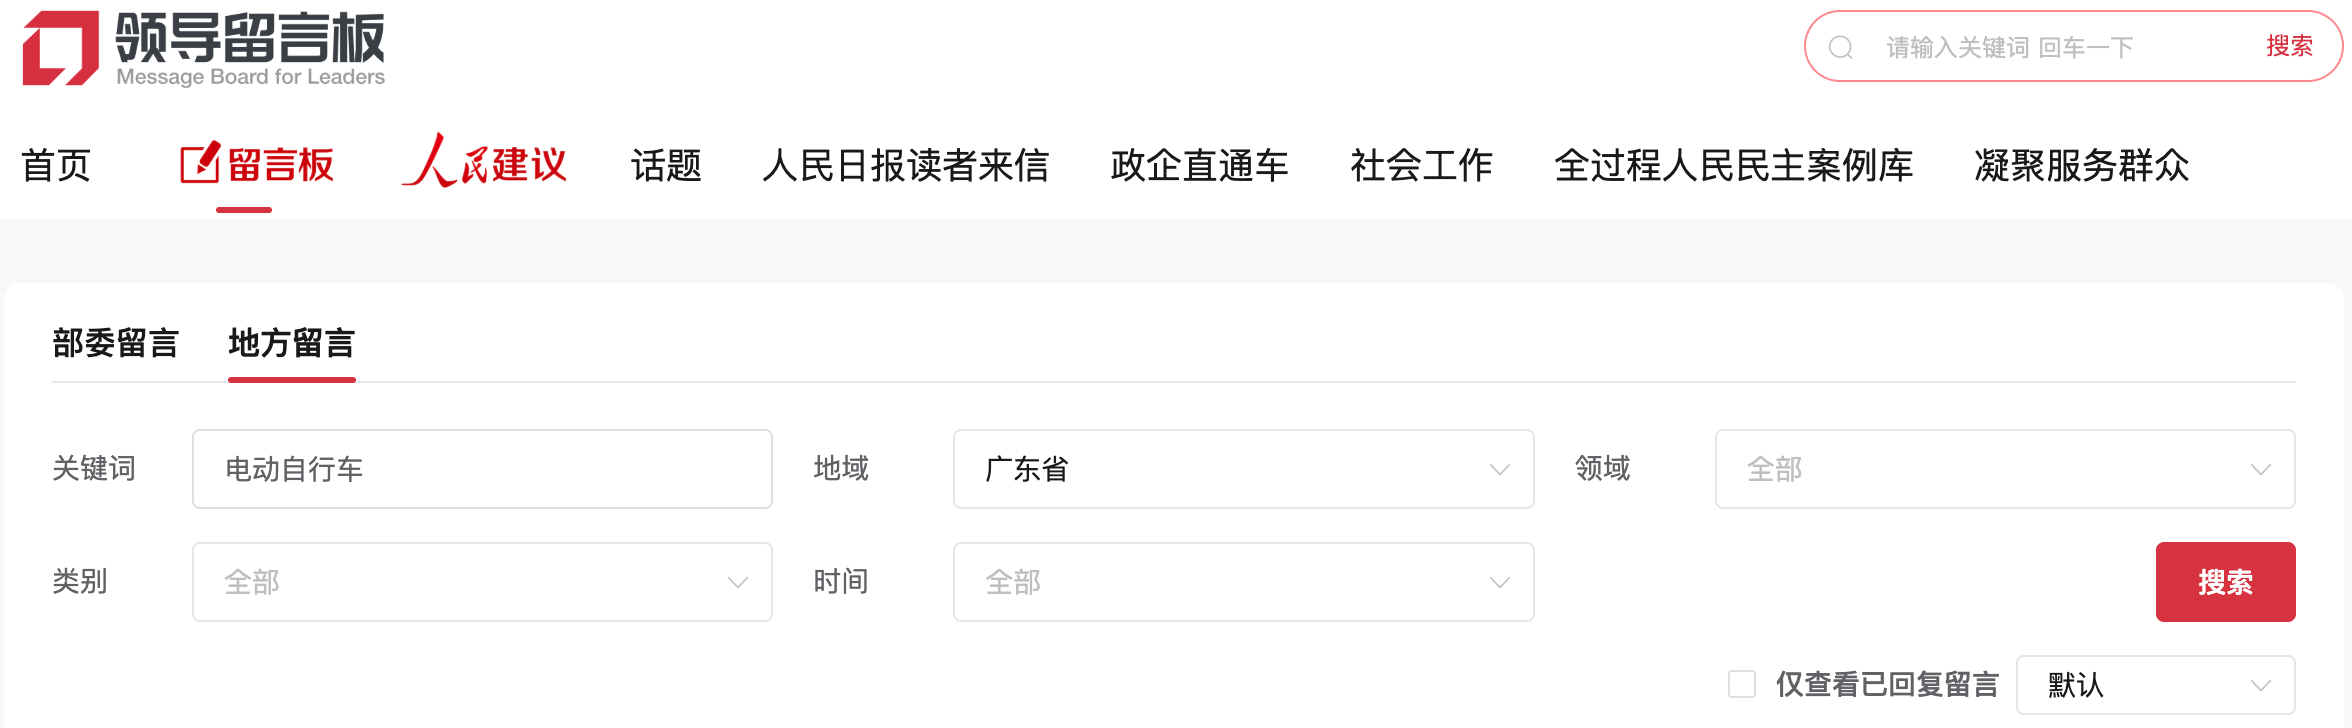 领导留言板
Message Board for Leaders
请输入关键词 回车一下 搜索
首页 留言板 人民建议 话题 人民日报读者来信 政企直通车 社会工作 全过程人民民主案例库 凝聚服务群众
部委留言 地方留言
关键词 电动自行车 地域 广东省 领域 全部
类别 全部 时间 全部 搜索
仅查看已回复留言 默认